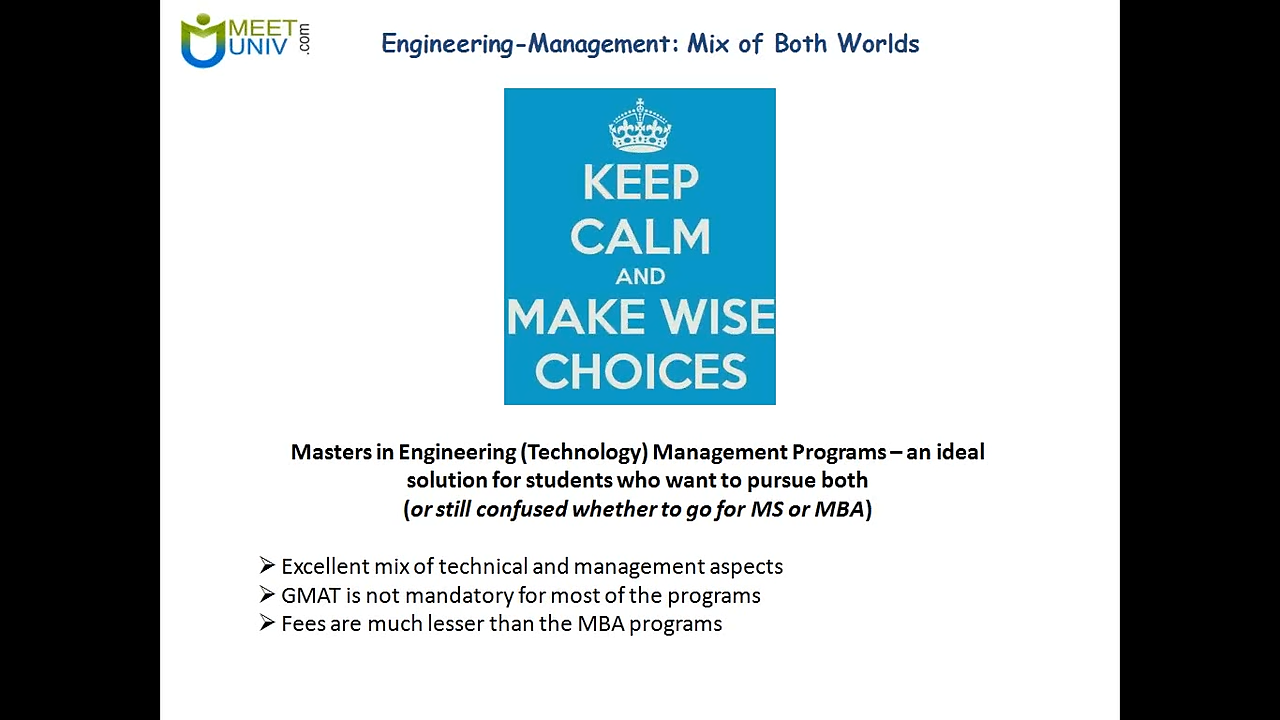 MEET
UNIV
.com
Engineering-Management: Mix of Both Worlds
KEEP
CALM
AND
MAKE WISE
CHOICES
Masters in Engineering (Technology) Management Programs – an ideal
solution for students who want to pursue both
(or still confused whether to go for MS or MBA)
➢ Excellent mix of technical and management aspects
➢ GMAT is not mandatory for most of the programs
➢ Fees are much lesser than the MBA programs